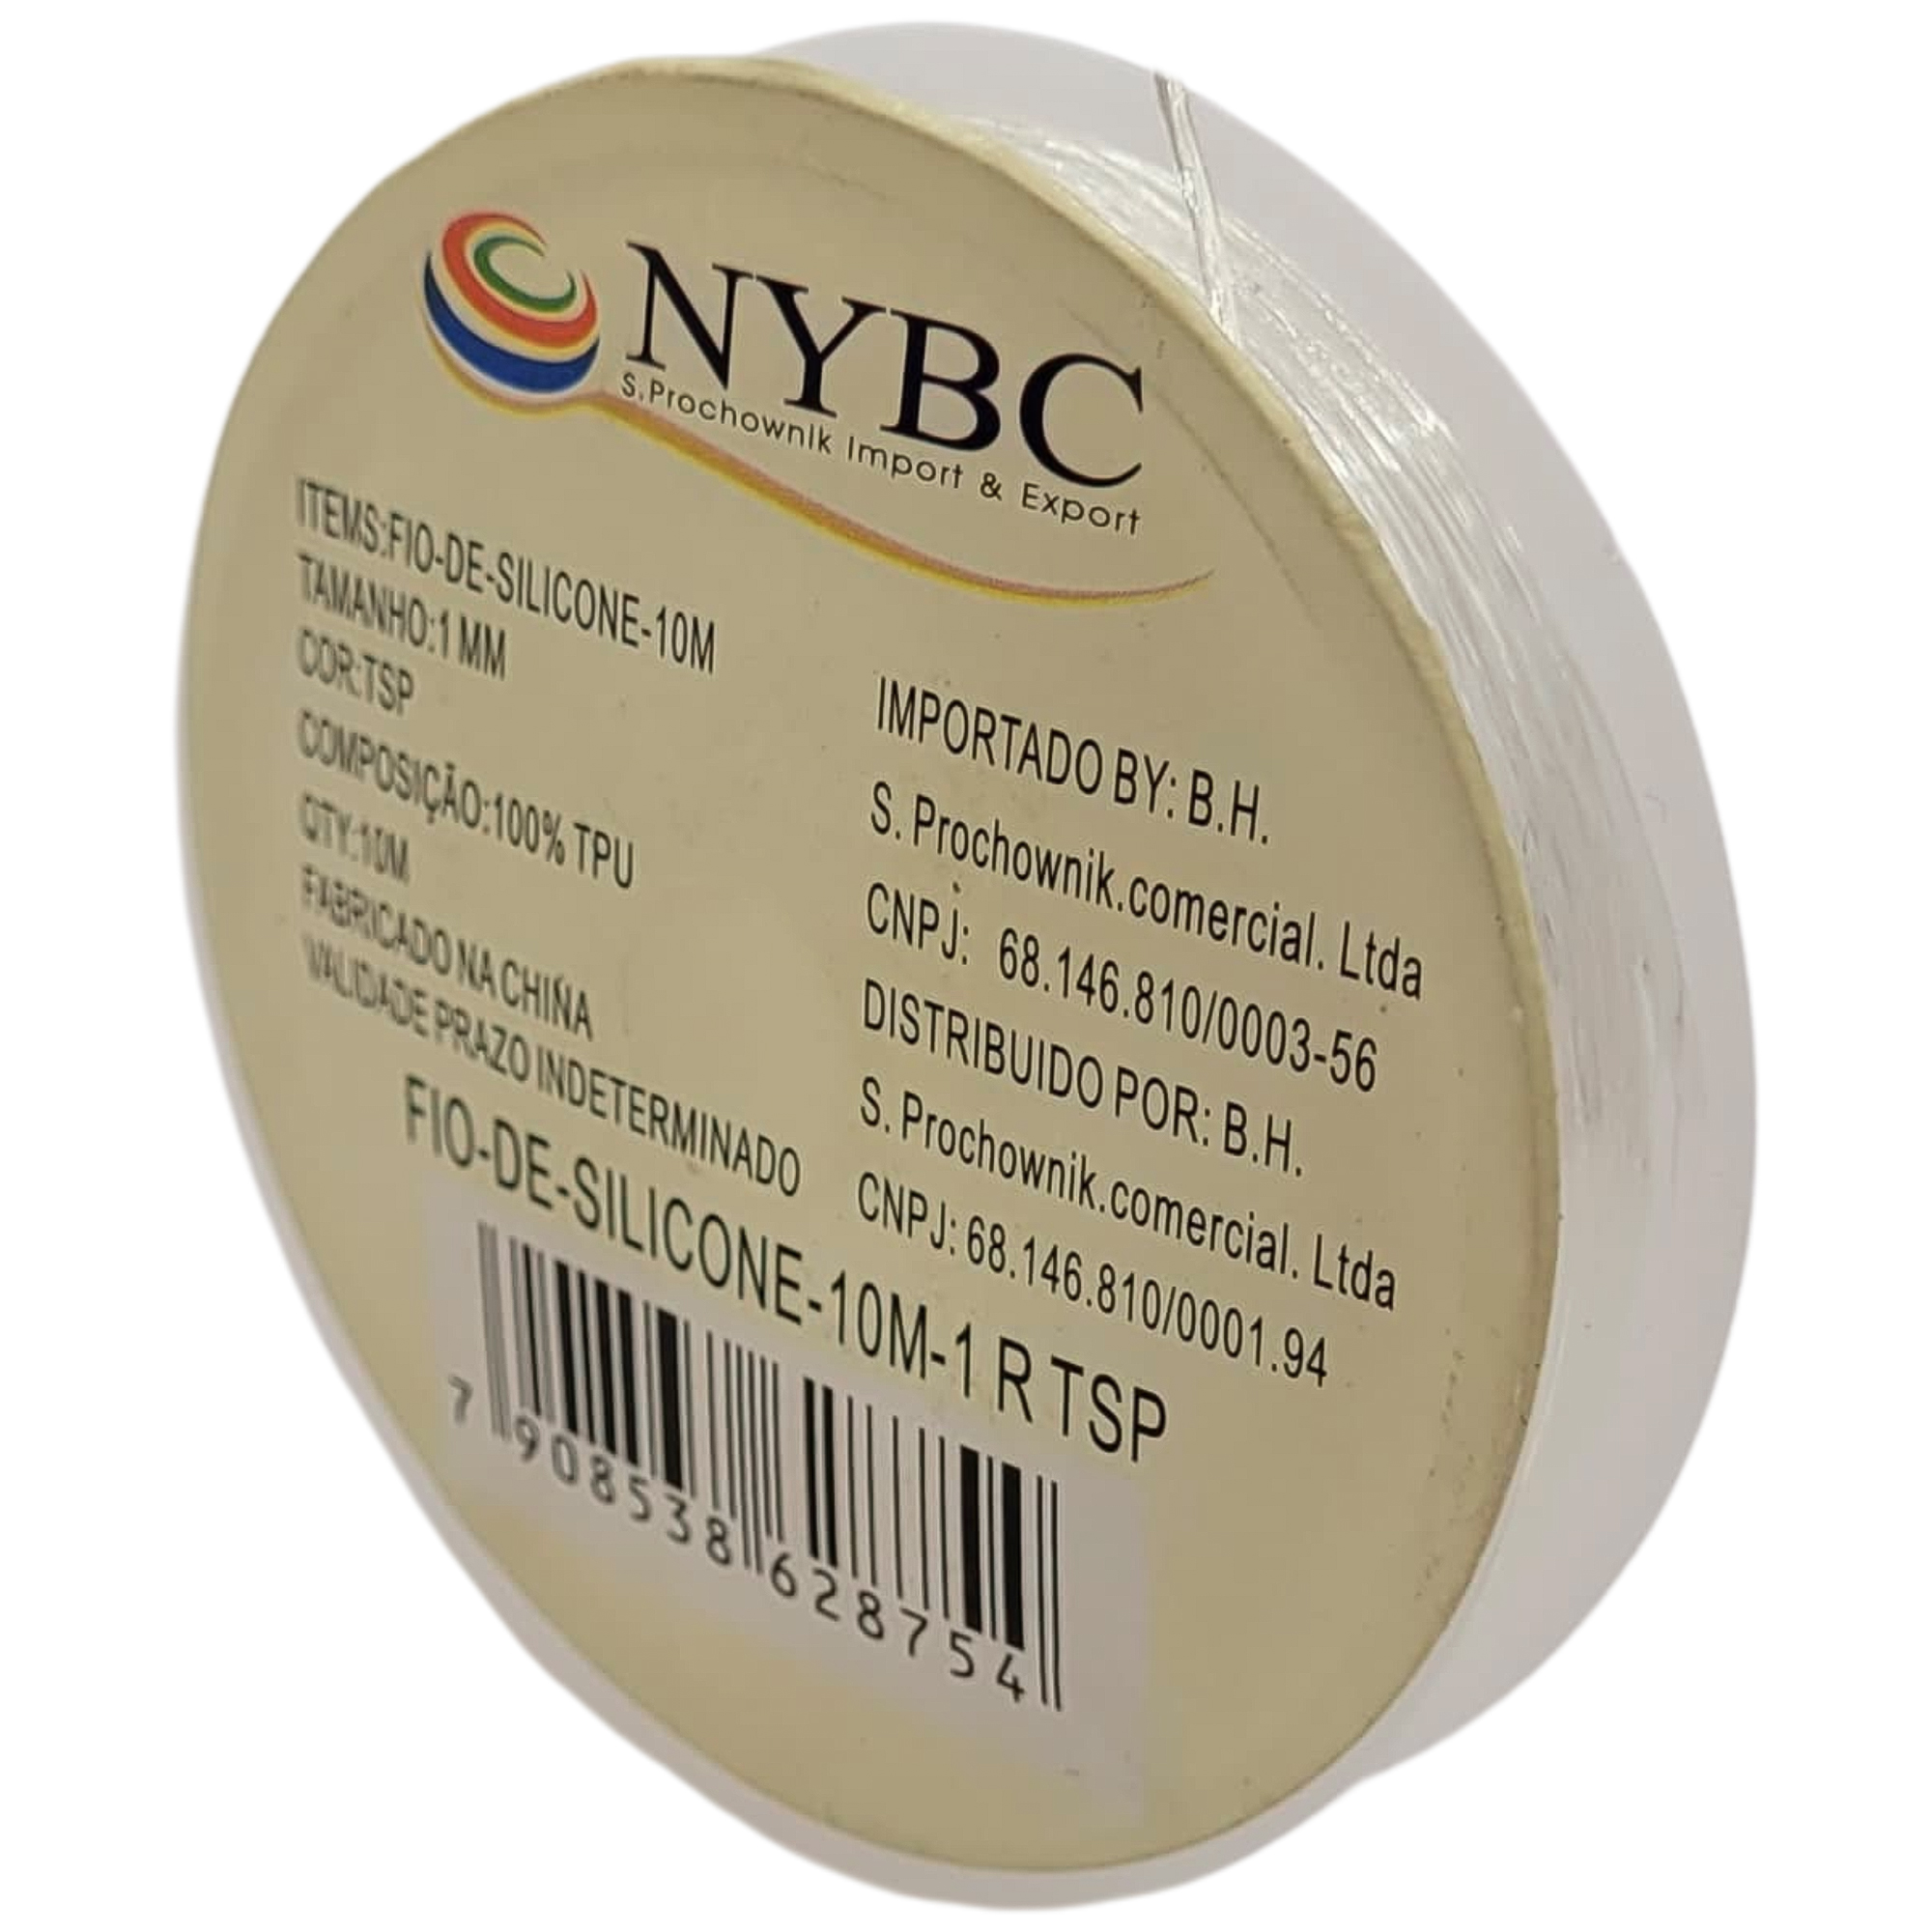 NYBC
S.Prochownik Import & Export
ITEMS:FIO-DE-SILICONE-10M
TAMANHO:1 MM
COR:TSP
COMPOSIÇÃO:100% TPU
QTY:10M
FABRICADO NA CHINA
VALIDADE PRAZO INDETERMINADO
IMPORTADO BY: B.H.
S. Prochownik.comercial. Ltda
CNPJ: 68.146.810/0003-56
DISTRIBUIDO POR: B.H.
S. Prochownik.comercial. Ltda
CNPJ: 68.146.810/0001.94
FIO-DE-SILICONE-10M-1 R TSP
7 908538 628754